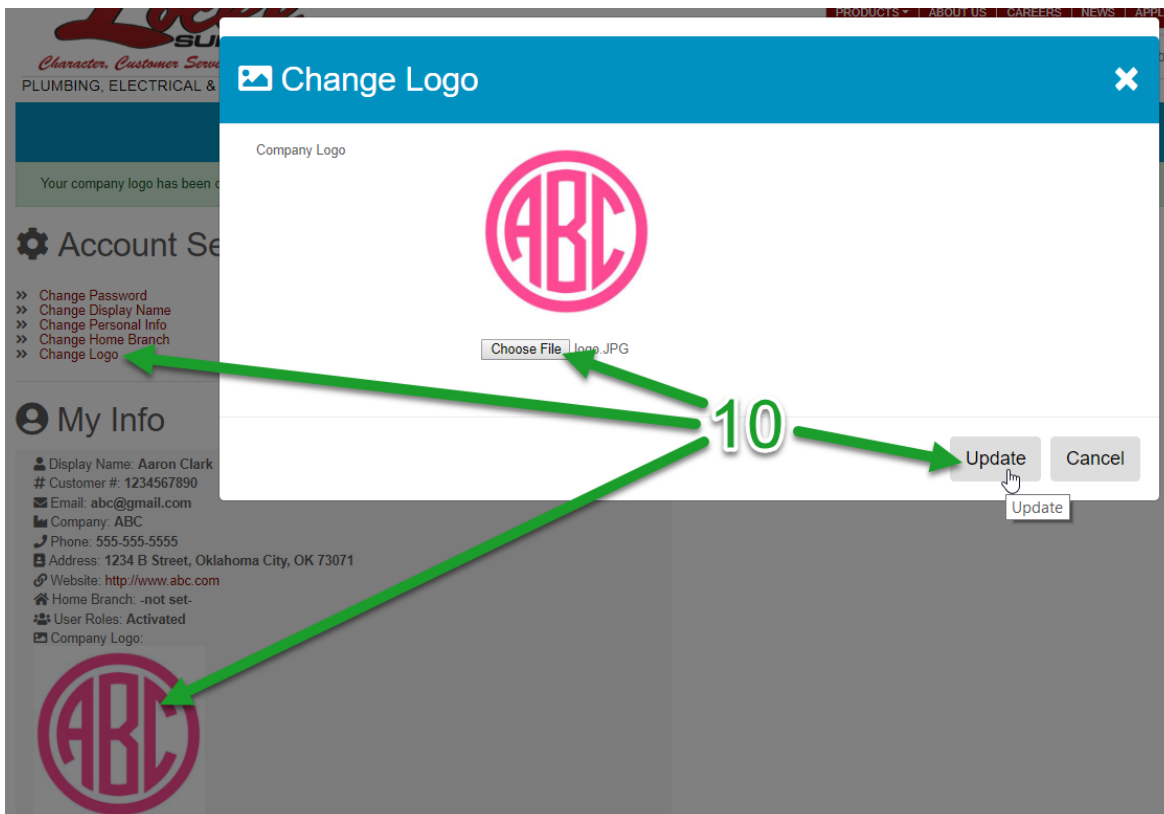 PRODUCTS
ABOUT US
CAREERS
NEWS
Character, Customer
PLUMBING, ELECTRICAL &
Change Logo
Company Logo
ABC
Your company logo has been
Account
Change Password
Change Display Name
Change Personal Info
Change Home Branch
Change Logo
Choose File logo.JPG
10
Update Cancel
Update
My Info
Display Name: Aaron Clark
# Customer #: 1234567890
Email: abc@gmail.com
Company: ABC
Phone: 555-555-5555
Address: 1234 B Street, Oklahoma City, OK 73071
Website: http://www.abc.com
Home Branch: -not set-
User Roles: Activated
Company Logo:
ABC